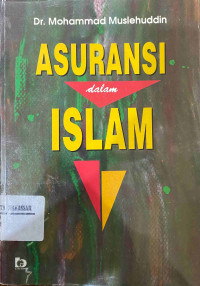 Dr. Mohammad Muslehuddin
ASURANSI
dalam
ISLAM